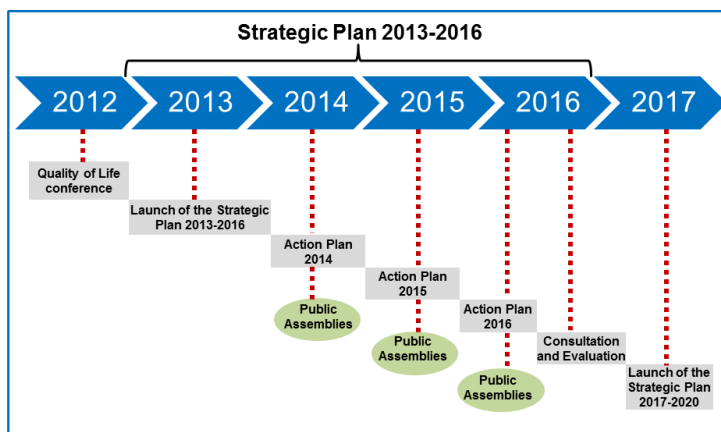 Strategic Plan 2013-2016
2012
2013
2014
2015
2016
2017
Quality of Life
conference
Launch of the Strategic
Plan 2013-2016
Action Plan
2014
Public
Assemblies
Action Plan
2015
Public
Assemblies
Action Plan
2016
Public
Assemblies
Consultation
and Evaluation
Launch of the
Strategic Plan
2017-2020